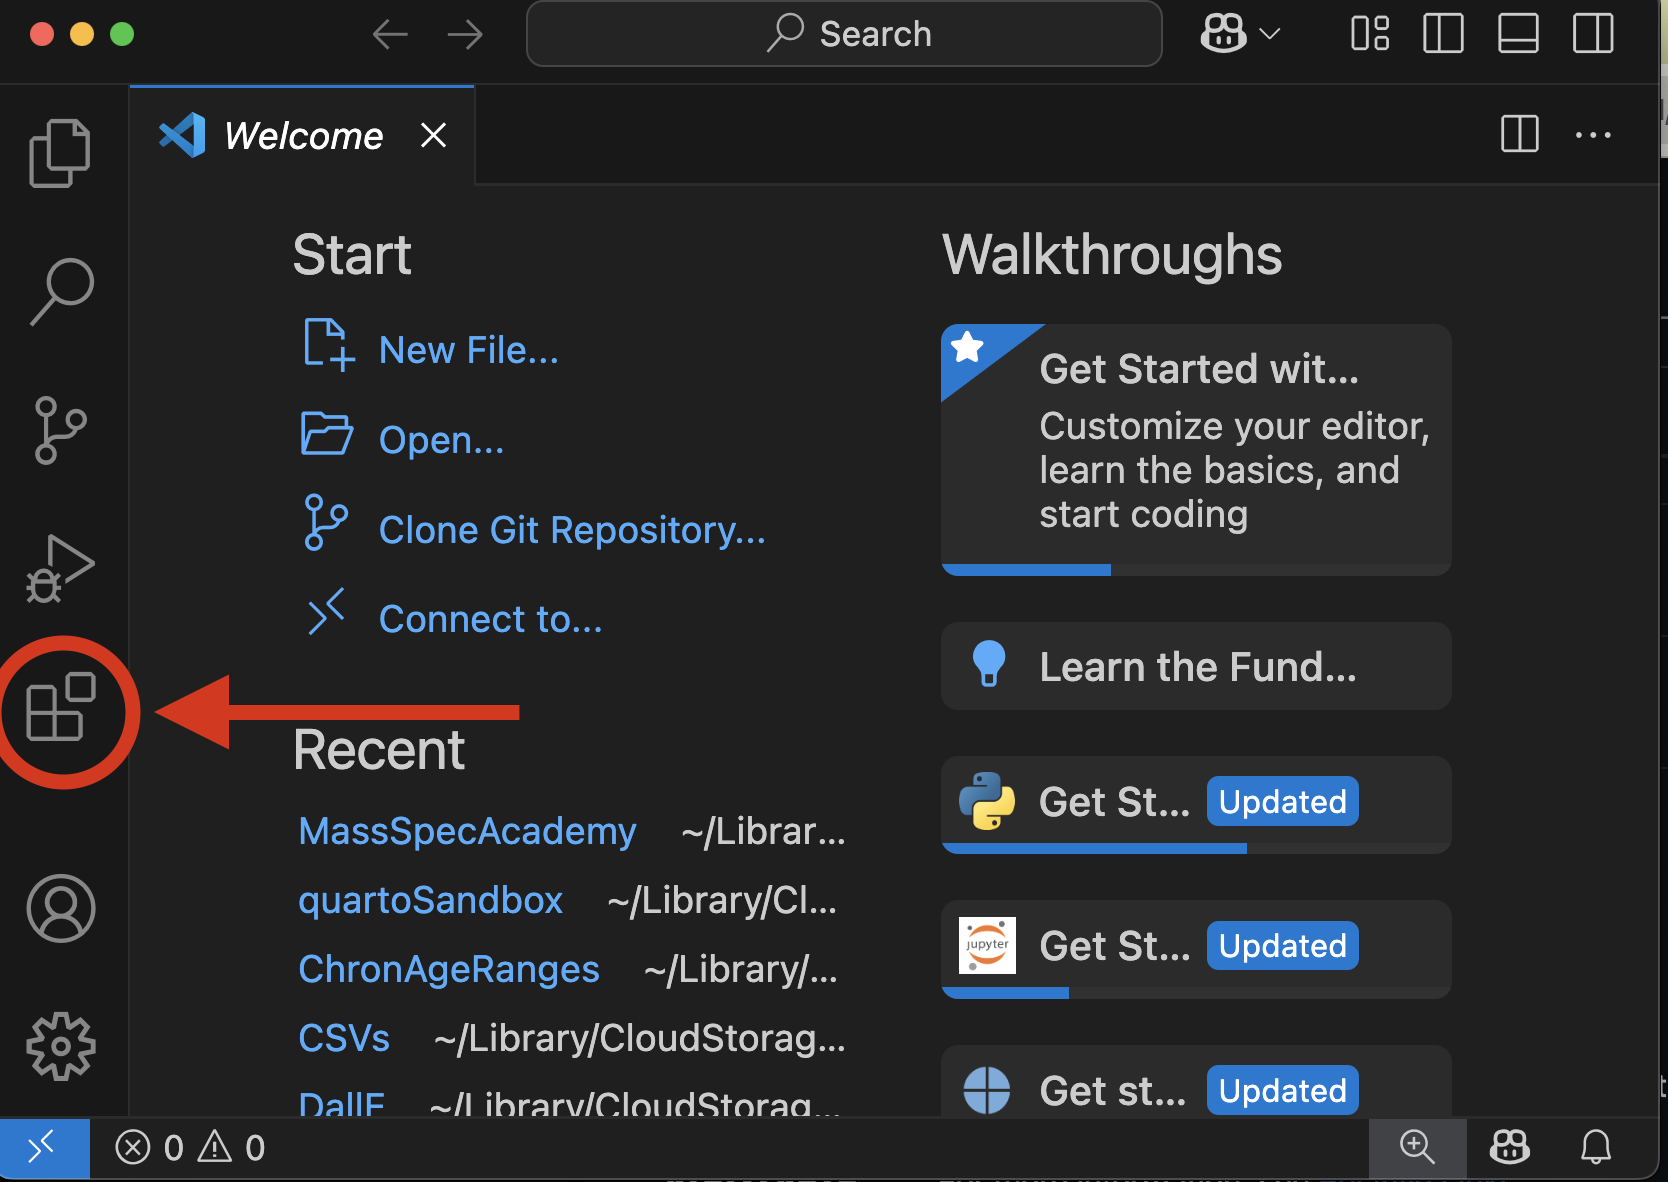 Search
Welcome
Start
New File...
Open...
Clone Git Repository...
Connect to...
Recent
MassSpecAcademy ~/Librar...
quartoSandbox ~/Library/Cl...
ChronAgeRanges ~/Library/...
CSVs ~/Library/CloudStorag...
DallE ~/Library/CloudStorag...
Walkthroughs
Get Started wit...
Customize your editor,
learn the basics, and
start coding
Learn the Fund...
Get St... Updated
jupyter
Get St... Updated
Get st... Updated
0 0